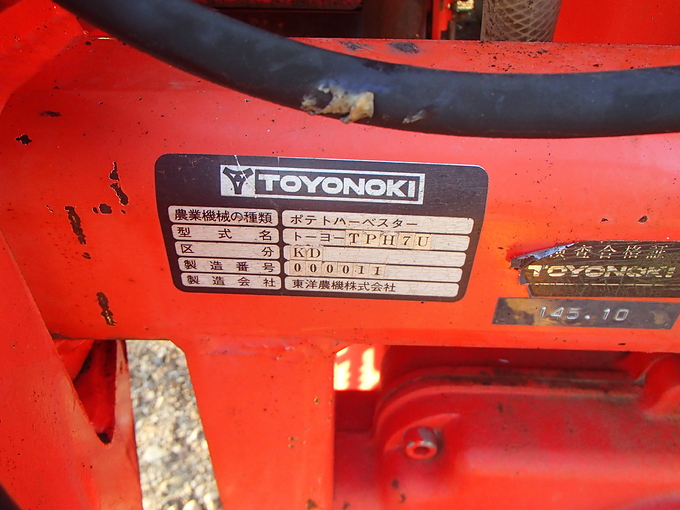 TOYONOKI
農業機械の種類 ポテトハーベスター
型式名 トーヨーTPH7U
区分 KD
製造番号 000011
製造会社 東洋農機株式会社
検査合格証
TOYONOKI
145.10